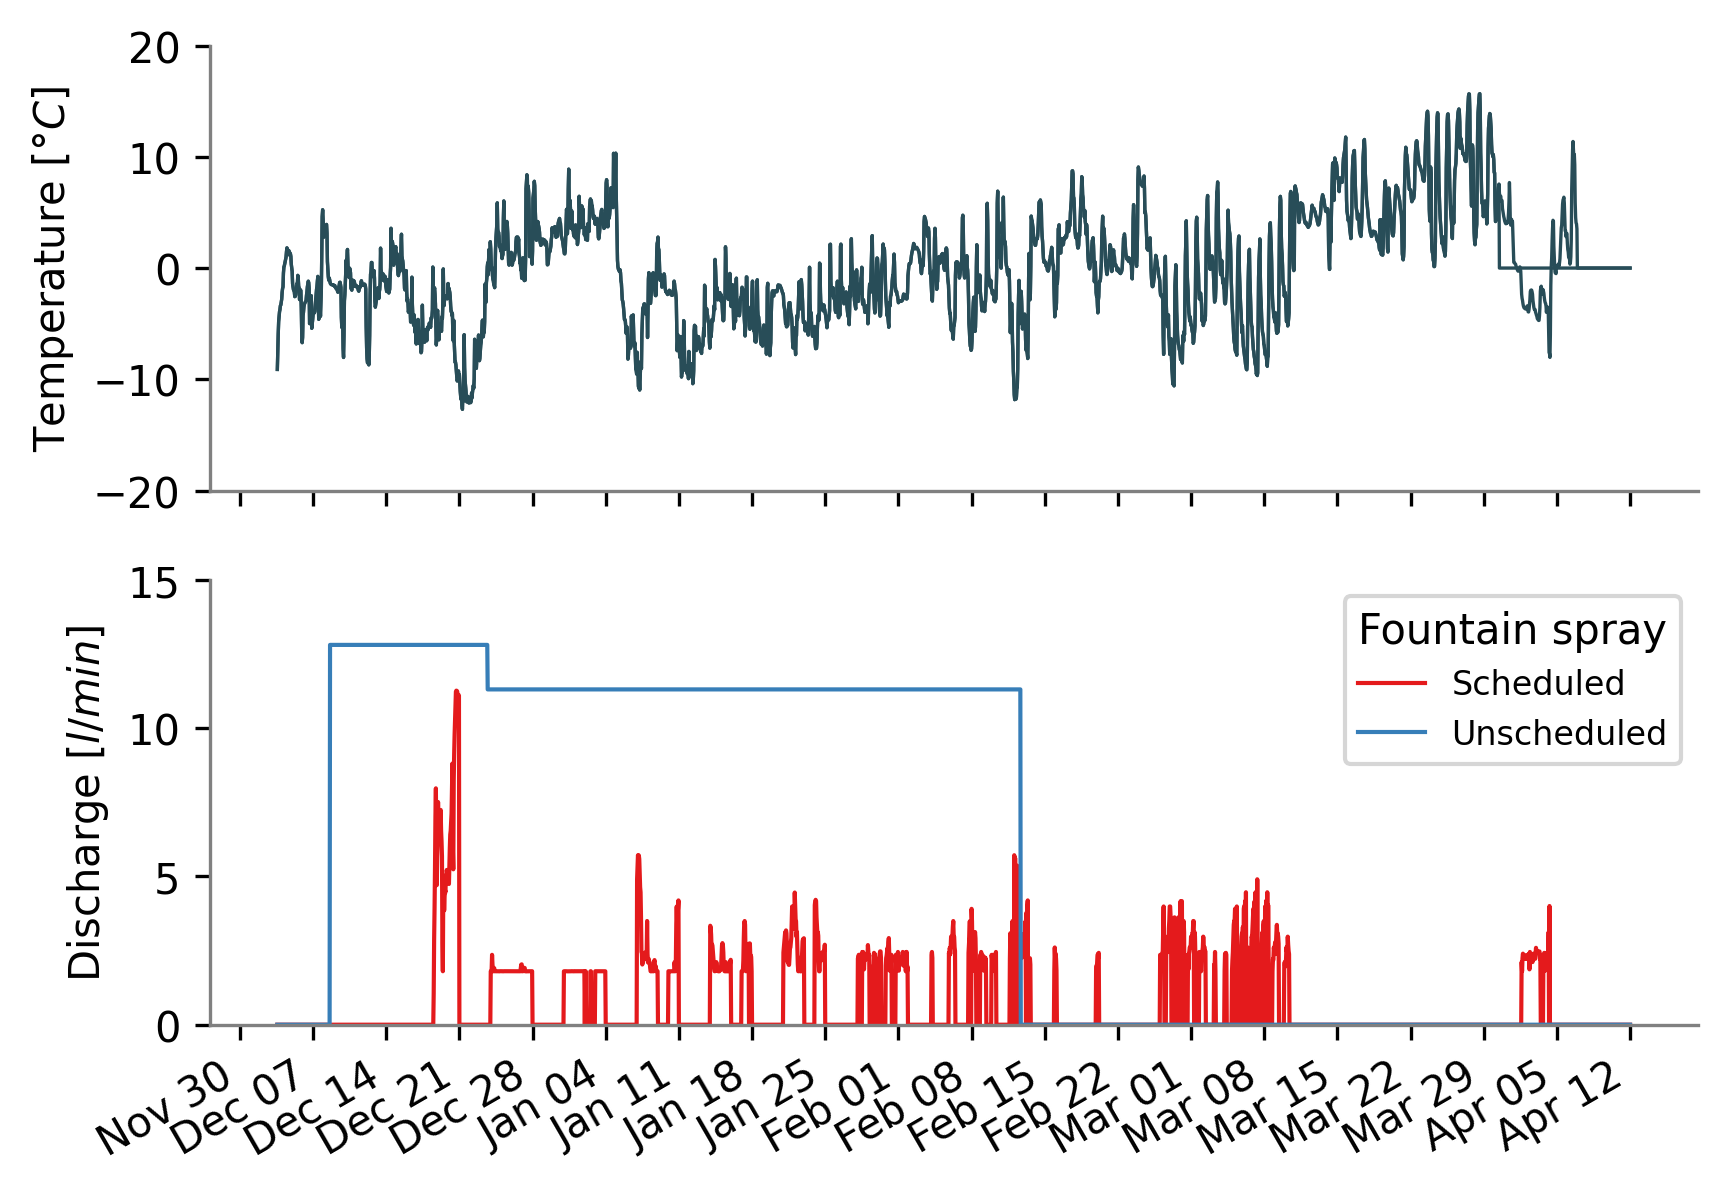 20
10
0
−10
−20
Temperature [°C]
15
10
5
0
Discharge [l/min]
Fountain spray
Scheduled
Unscheduled
Nov 30
Dec 07
Dec 14
Dec 21
Dec 28
Jan 04
Jan 11
Jan 18
Jan 25
Feb 01
Feb 08
Feb 15
Feb 22
Mar 01
Mar 08
Mar 15
Mar 22
Mar 29
Apr 05
Apr 12